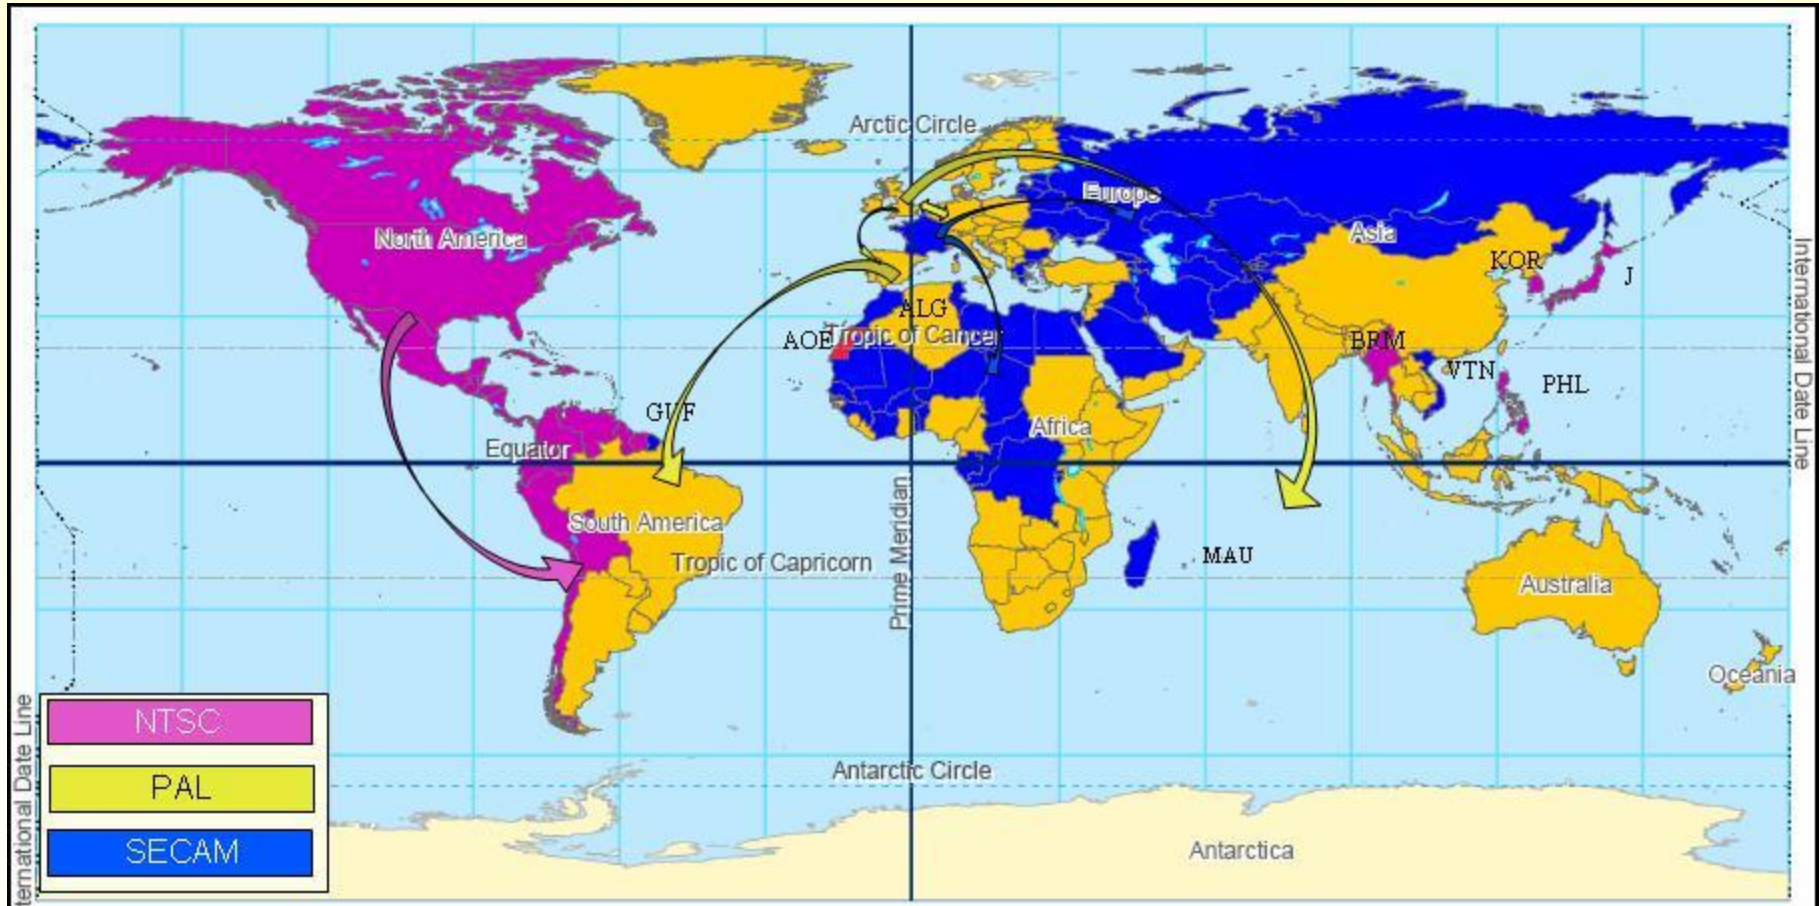 Arctic Circle
Europe
North America
Asia
KOR
J
International Date Line
ALG
AOE
Tropic of Cancer
BRM
VTN
PHL
GUF
Africa
Equator
Prime Meridian
South America
MAU
Tropic of Capricorn
Australia
Oceania
International Date Line
NTSC
PAL
SECAM
Antarctic Circle
Antarctica